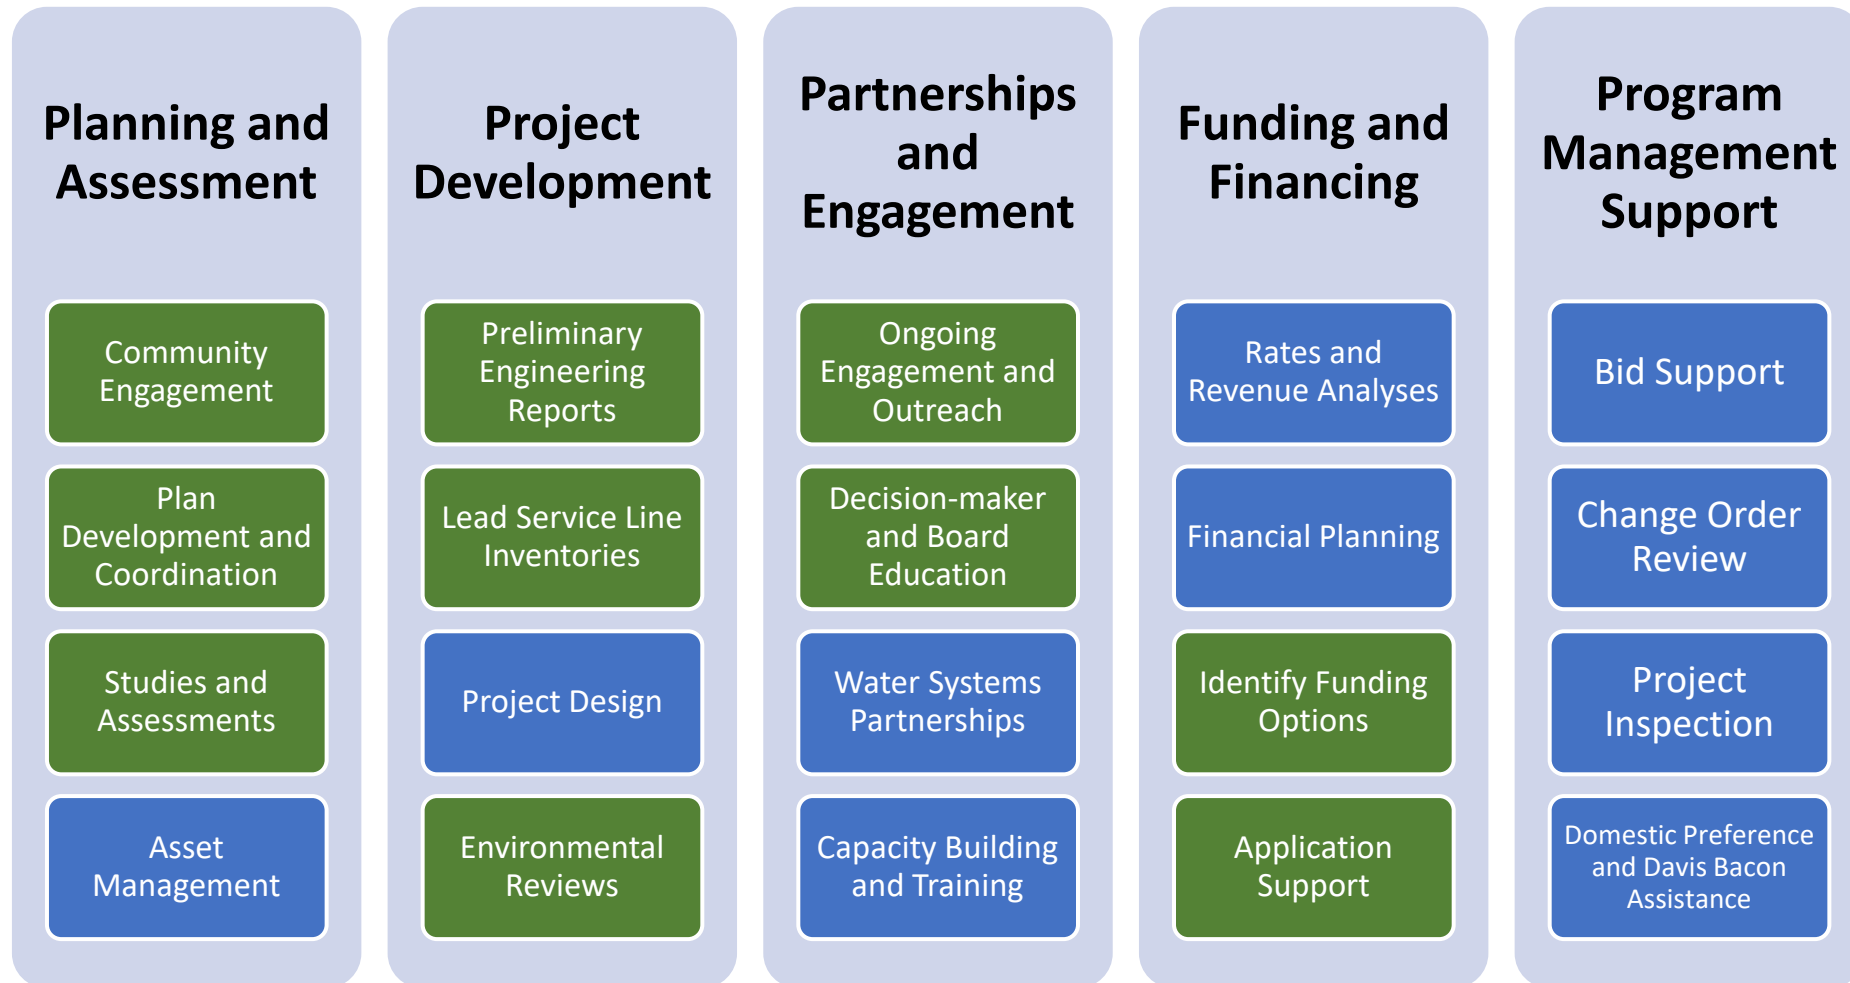 Planning and
Assessment
Community
Engagement
Plan
Development and
Coordination
Studies and
Assessments
Asset
Management
Project
Development
Preliminary
Engineering
Reports
Lead Service Line
Inventories
Project Design
Environmental
Reviews
Partnerships
and
Engagement
Ongoing
Engagement and
Outreach
Decision-maker
and Board
Education
Water Systems
Partnerships
Capacity Building
and Training
Funding and
Financing
Rates and
Revenue Analyses
Financial Planning
Identify Funding
Options
Application
Support
Program
Management
Support
Bid Support
Change Order
Review
Project
Inspection
Domestic Preference
and Davis Bacon
Assistance